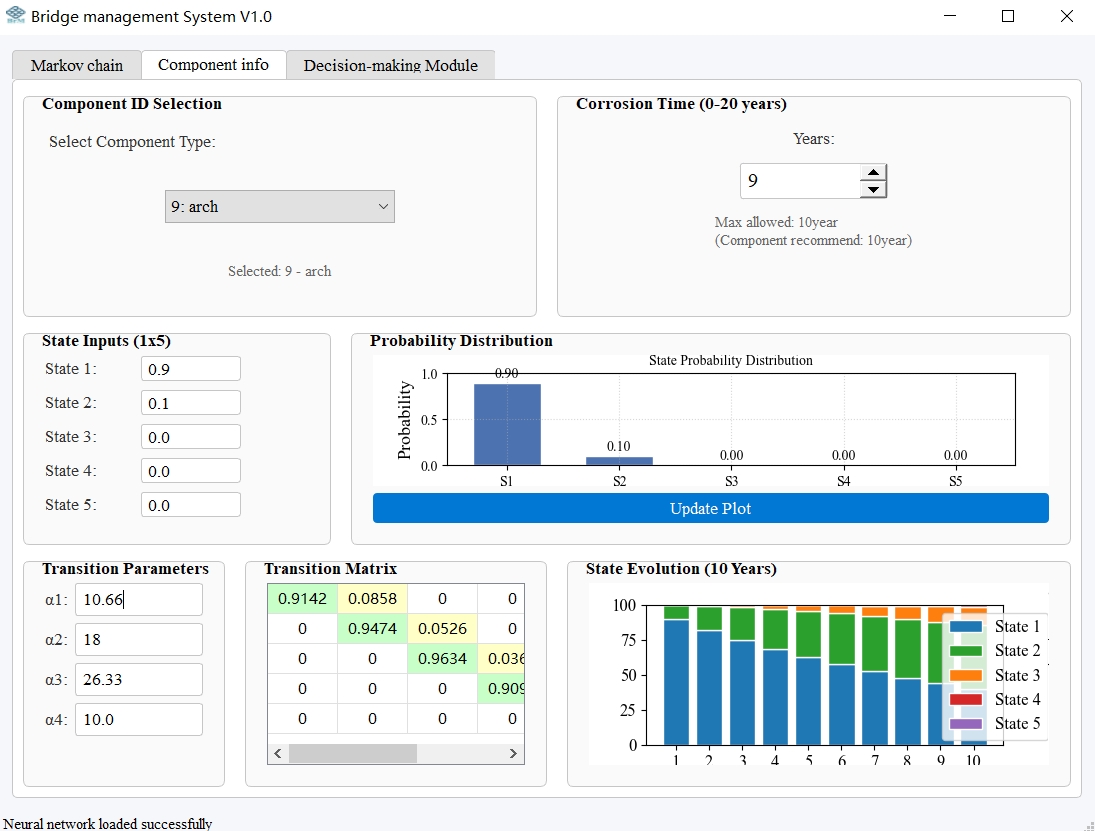 Bridge management System V1.0
Markov chain
Component info
Decision-making Module
Component ID Selection
Select Component Type:
9: arch
Selected: 9 - arch
Corrosion Time (0-20 years)
Years:
9
Max allowed: 10year
(Component recommend: 10year)
State Inputs (1x5)
State 1: 0.9
State 2: 0.1
State 3: 0.0
State 4: 0.0
State 5: 0.0
Probability Distribution
State Probability Distribution
Probability
1.0
0.5
0.0
0.90
0.10
0.00
0.00
0.00
S1 S2 S3 S4 S5
Update Plot
Transition Parameters
α1: 10.66
α2: 18
α3: 26.33
α4: 10.0
Transition Matrix
0.9142 0.0858 0 0
0 0.9474 0.0526 0
0 0 0.9634 0.036
0 0 0 0.909
0 0 0 0
State Evolution (10 Years)
100
75
50
25
0
1 2 3 4 5 6 7 8 9 10
State 1
State 2
State 3
State 4
State 5
Neural network loaded successfully